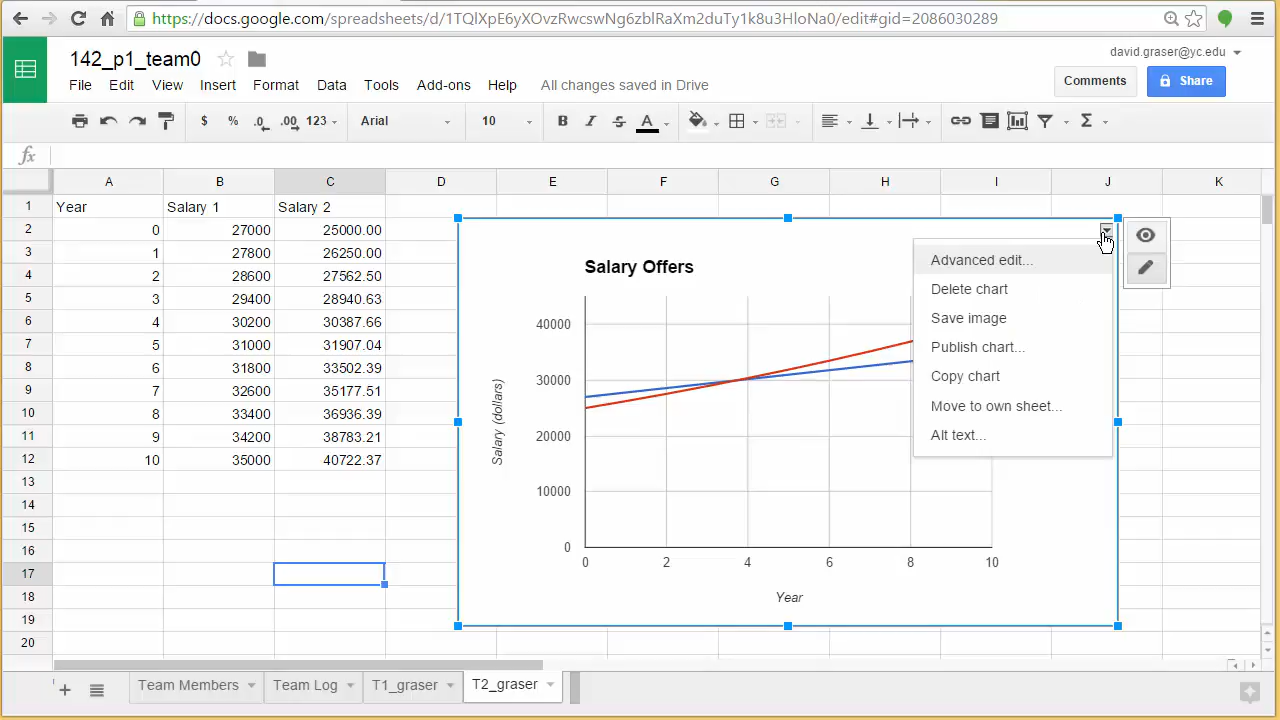 https://docs.google.com/spreadsheets/d/1TQlXpE6yXOvzRwcswNg6zblRaXm2duTy1k8u3HloNa0/edit#gid=2086030289
142_p1_team0
david.graser@yc.edu
File Edit View Insert Format Data Tools Add-ons Help All changes saved in Drive
Comments Share
$ % .0 .00 123 Arial 10 B I S A Σ
fx
A B C D E F G H I J K
1 Year Salary 1 Salary 2
2 0 27000 25000.00
3 1 27800 26250.00
4 2 28600 27562.50
5 3 29400 28940.63
6 4 30200 30387.66
7 5 31000 31907.04
8 6 31800 33502.39
9 7 32600 35177.51
10 8 33400 36936.39
11 9 34200 38783.21
12 10 35000 40722.37
13
14
15
16
17
18
19
20
Salary Offers
40000
30000
20000
10000
0
Salary (dollars)
0 2 4 6 8 10
Year
Advanced edit...
Delete chart
Save image
Publish chart...
Copy chart
Move to own sheet...
Alt text...
+ Team Members Team Log T1_graser T2_graser